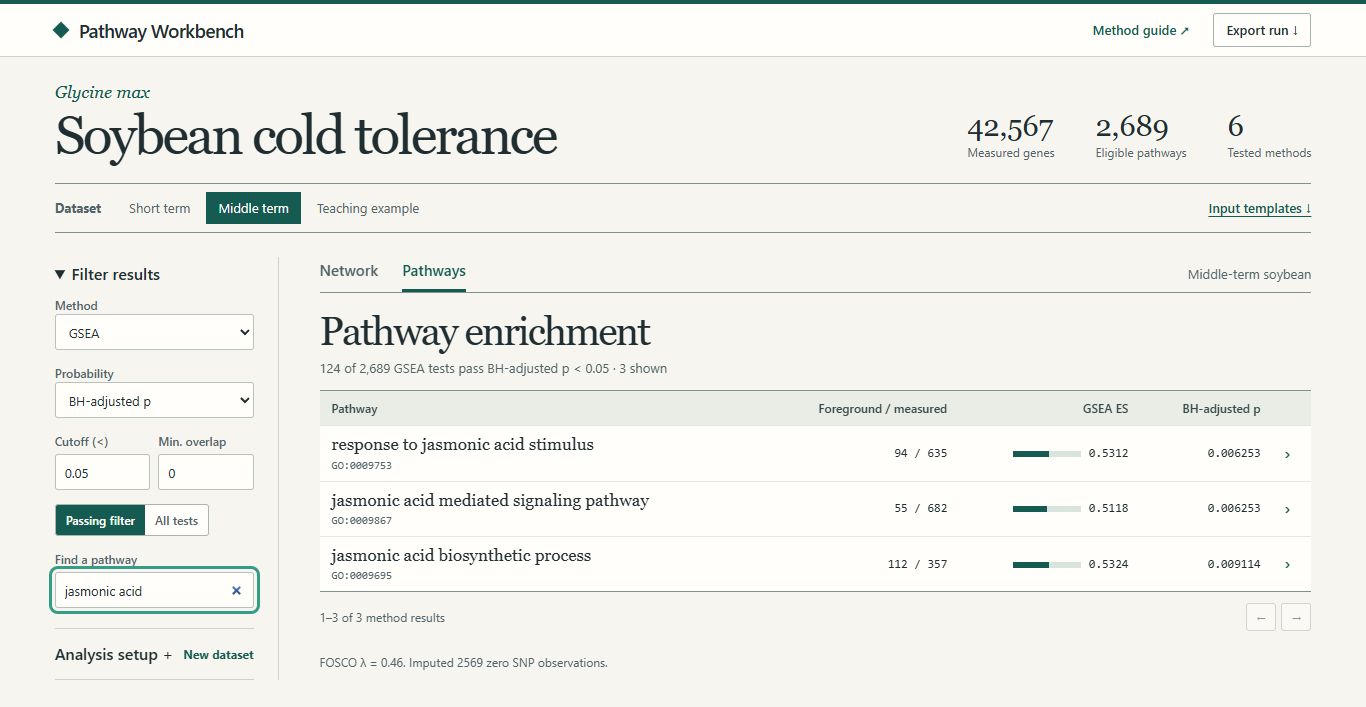 Pathway Workbench
Method guide ↗
Export run ↓
Glycine max
Soybean cold tolerance
42,567
Measured genes
2,689
Eligible pathways
6
Tested methods
Dataset
Short term
Middle term
Teaching example
Input templates ↓
▼ Filter results
Method
GSEA
Probability
BH-adjusted p
Cutoff (<)
Min. overlap
0.05
0
Passing filter
All tests
Find a pathway
jasmonic acid
Analysis setup +
New dataset
Network
Pathways
Middle-term soybean
Pathway enrichment
124 of 2,689 GSEA tests pass BH-adjusted p < 0.05 · 3 shown
Pathway Foreground / measured GSEA ES BH-adjusted p
response to jasmonic acid stimulus
GO:0009753
94 / 635 0.5312 0.006253 ›
jasmonic acid mediated signaling pathway
GO:0009867
55 / 682 0.5118 0.006253 ›
jasmonic acid biosynthetic process
GO:0009695
112 / 357 0.5324 0.009114 ›
1–3 of 3 method results
← →
FOSCO λ = 0.46. Imputed 2569 zero SNP observations.